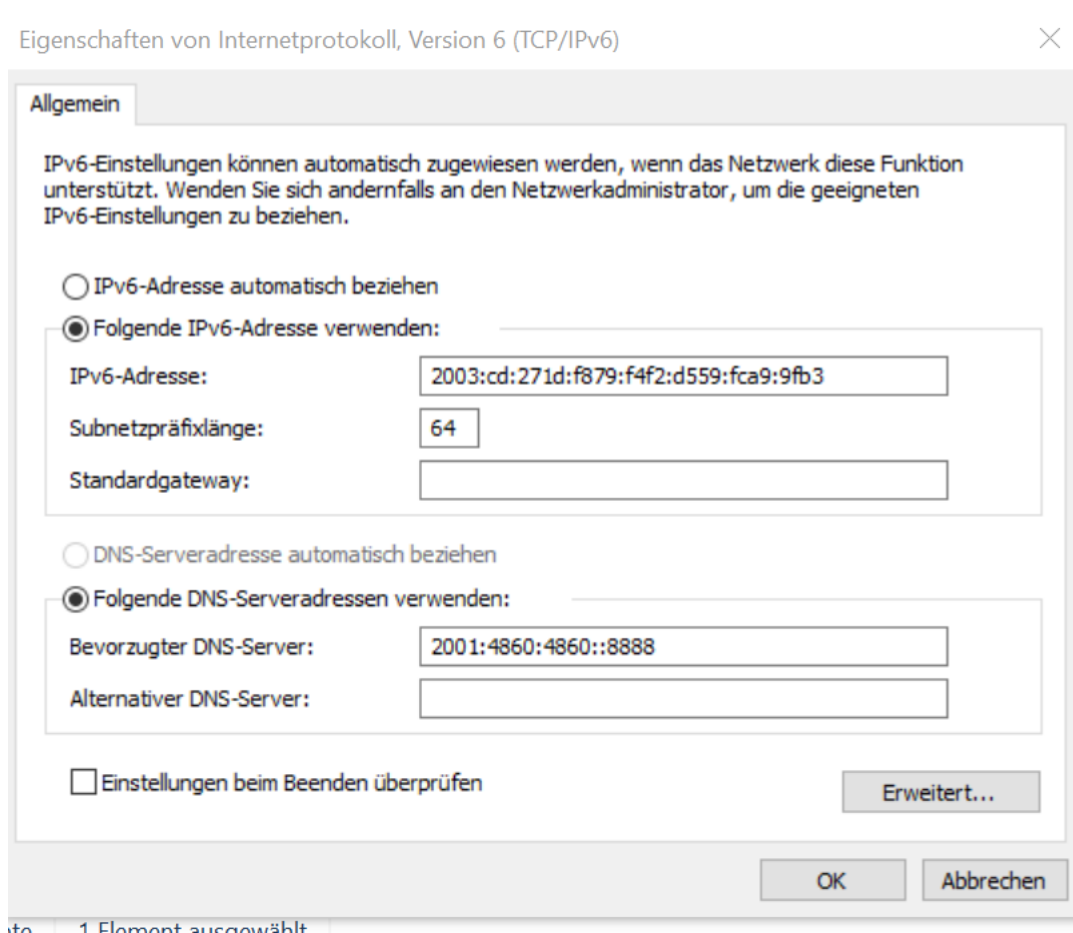 Eigenschaften von Internetprotokoll, Version 6 (TCP/IPv6)
Allgemein
IPv6-Einstellungen können automatisch zugewiesen werden, wenn das Netzwerk diese Funktion
unterstützt. Wenden Sie sich andernfalls an den Netzwerkadministrator, um die geeigneten
IPv6-Einstellungen zu beziehen.
IPv6-Adresse automatisch beziehen
Folgende IPv6-Adresse verwenden:
IPv6-Adresse: 2003:cd:271d:f879:f4f2:d559:fca9:9fb3
Subnetzpräfixlänge: 64
Standardgateway:
DNS-Serveradresse automatisch beziehen
Folgende DNS-Serveradressen verwenden:
Bevorzugter DNS-Server: 2001:4860:4860::8888
Alternativer DNS-Server:
Einstellungen beim Beenden überprüfen
Erweitert...
OK Abbrechen
1 Element ausgewählt